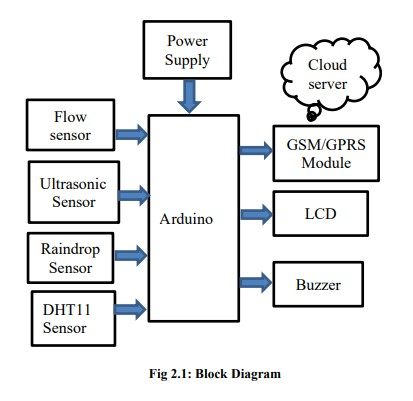 Power
Supply
Cloud
server
Flow
sensor
GSM/GPRS
Module
Ultrasonic
Sensor
Arduino
LCD
Raindrop
Sensor
Buzzer
DHT11
Sensor
Fig 2.1: Block Diagram